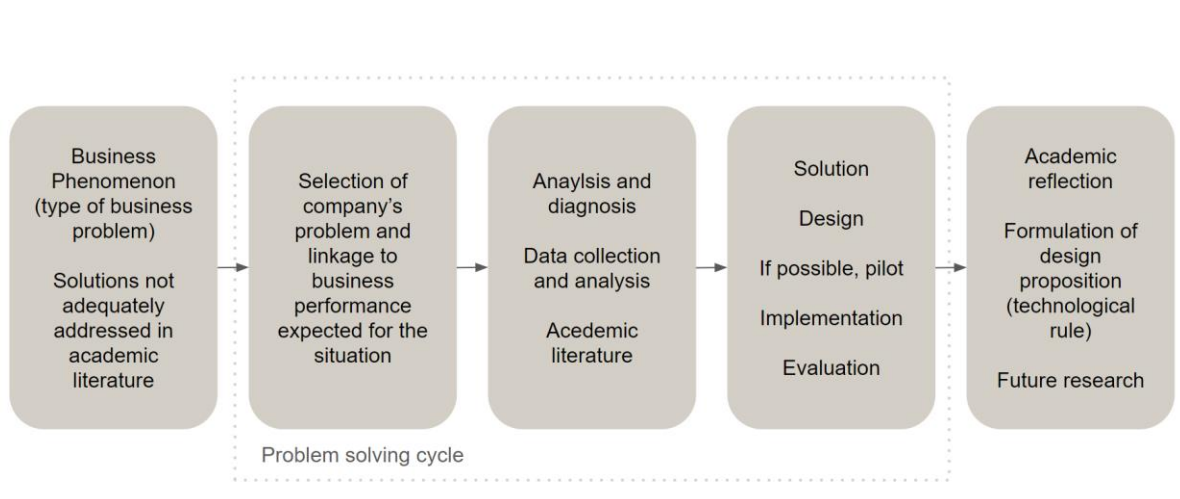 Business
Phenomenon
(type of business
problem)
Solutions not
adequately
addressed in
academic
literature
Selection of
company's
problem and
linkage to
business
performance
expected for the
situation
Anaylsis and
diagnosis
Data collection
and analysis
Acedemic
literature
Solution
Design
If possible, pilot
Implementation
Evaluation
Academic
reflection
Formulation of
design
proposition
(technological
rule)
Future research
Problem solving cycle